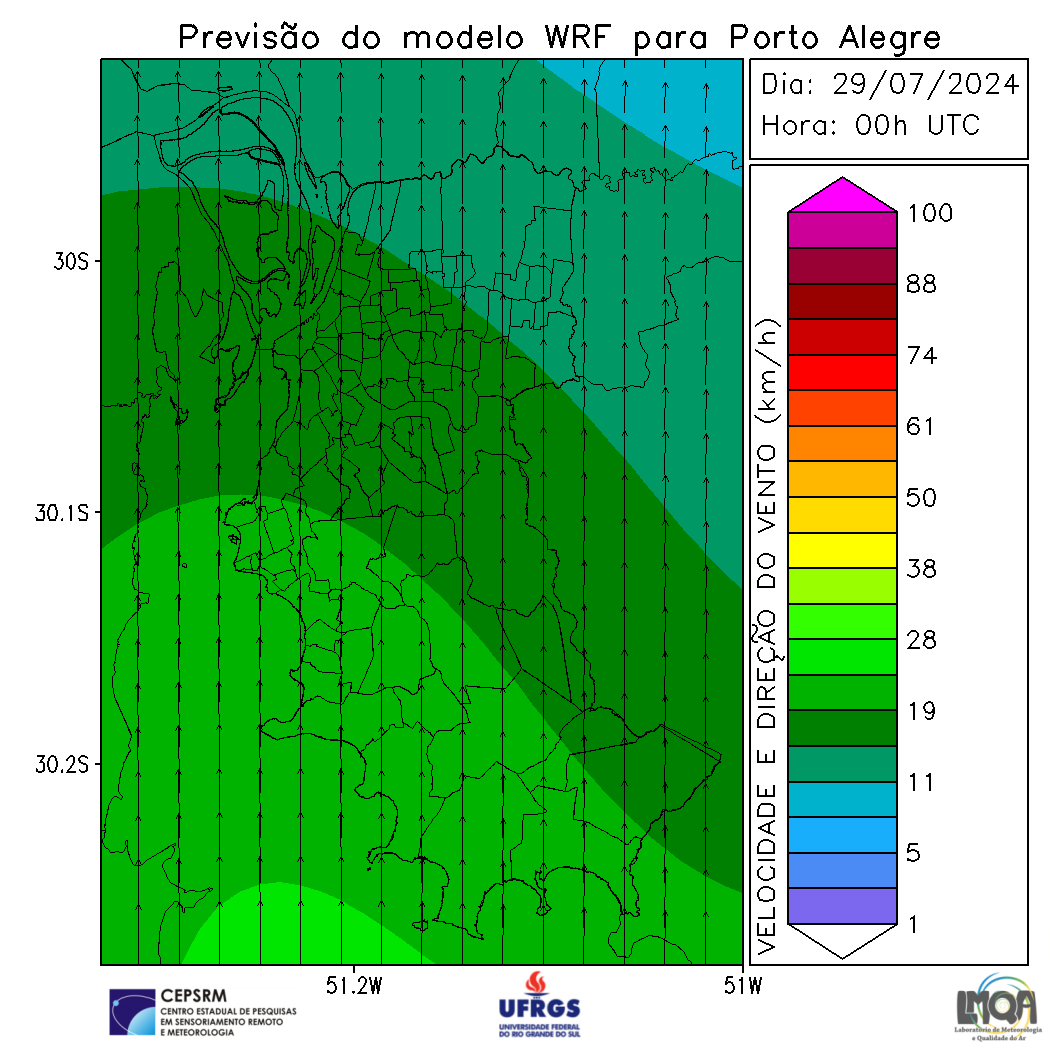 Previsão do modelo WRF para Porto Alegre
Dia: 29/07/2024
Hora: 00h UTC
30S
30.1S
30.2S
51.2W
51W
VELOCIDADE E DIREÇÃO DO VENTO (km/h)
100
88
74
61
50
38
28
19
11
5
1
CEPSRM
CENTRO ESTADUAL DE PESQUISAS
EM SENSORIAMENTO REMOTO
E METEOROLOGIA
UFRGS
UNIVERSIDADE FEDERAL
DO RIO GRANDE DO SUL
LMQA
Laboratório de Meteorologia
e Qualidade do Ar